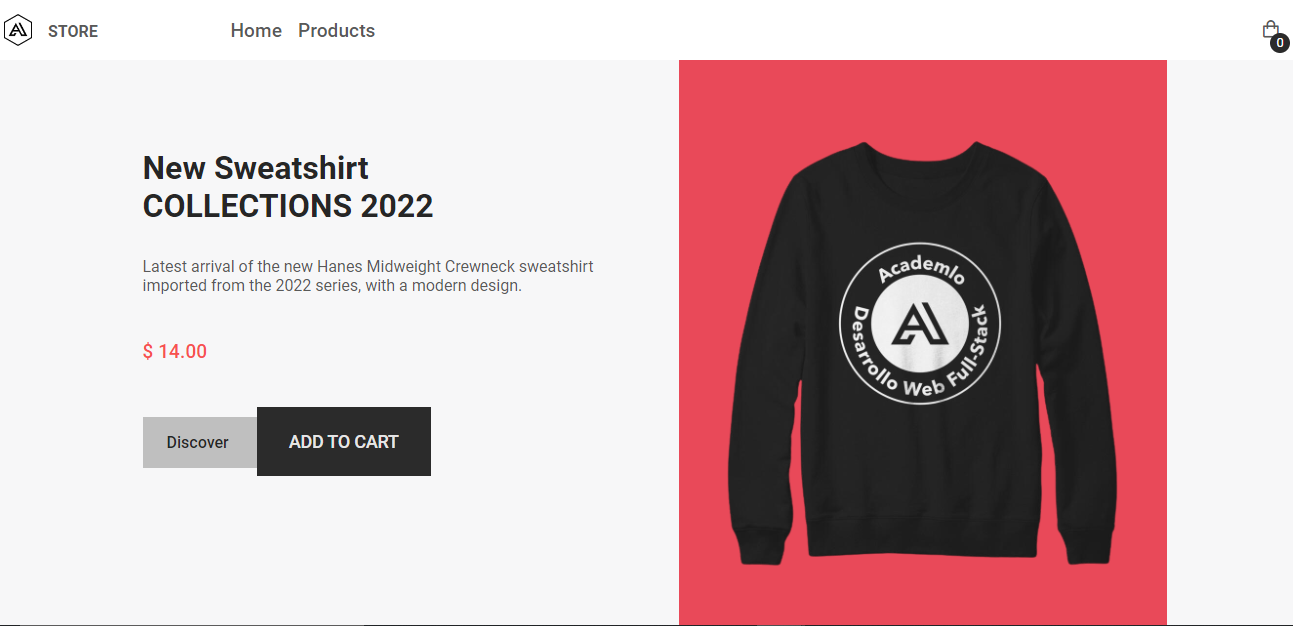 STORE
Home Products
0
New Sweatshirt
COLLECTIONS 2022
Latest arrival of the new Hanes Midweight Crewneck sweatshirt
imported from the 2022 series, with a modern design.
$ 14.00
Discover
ADD TO CART
Academlo
Desarrollo Web Full-Stack